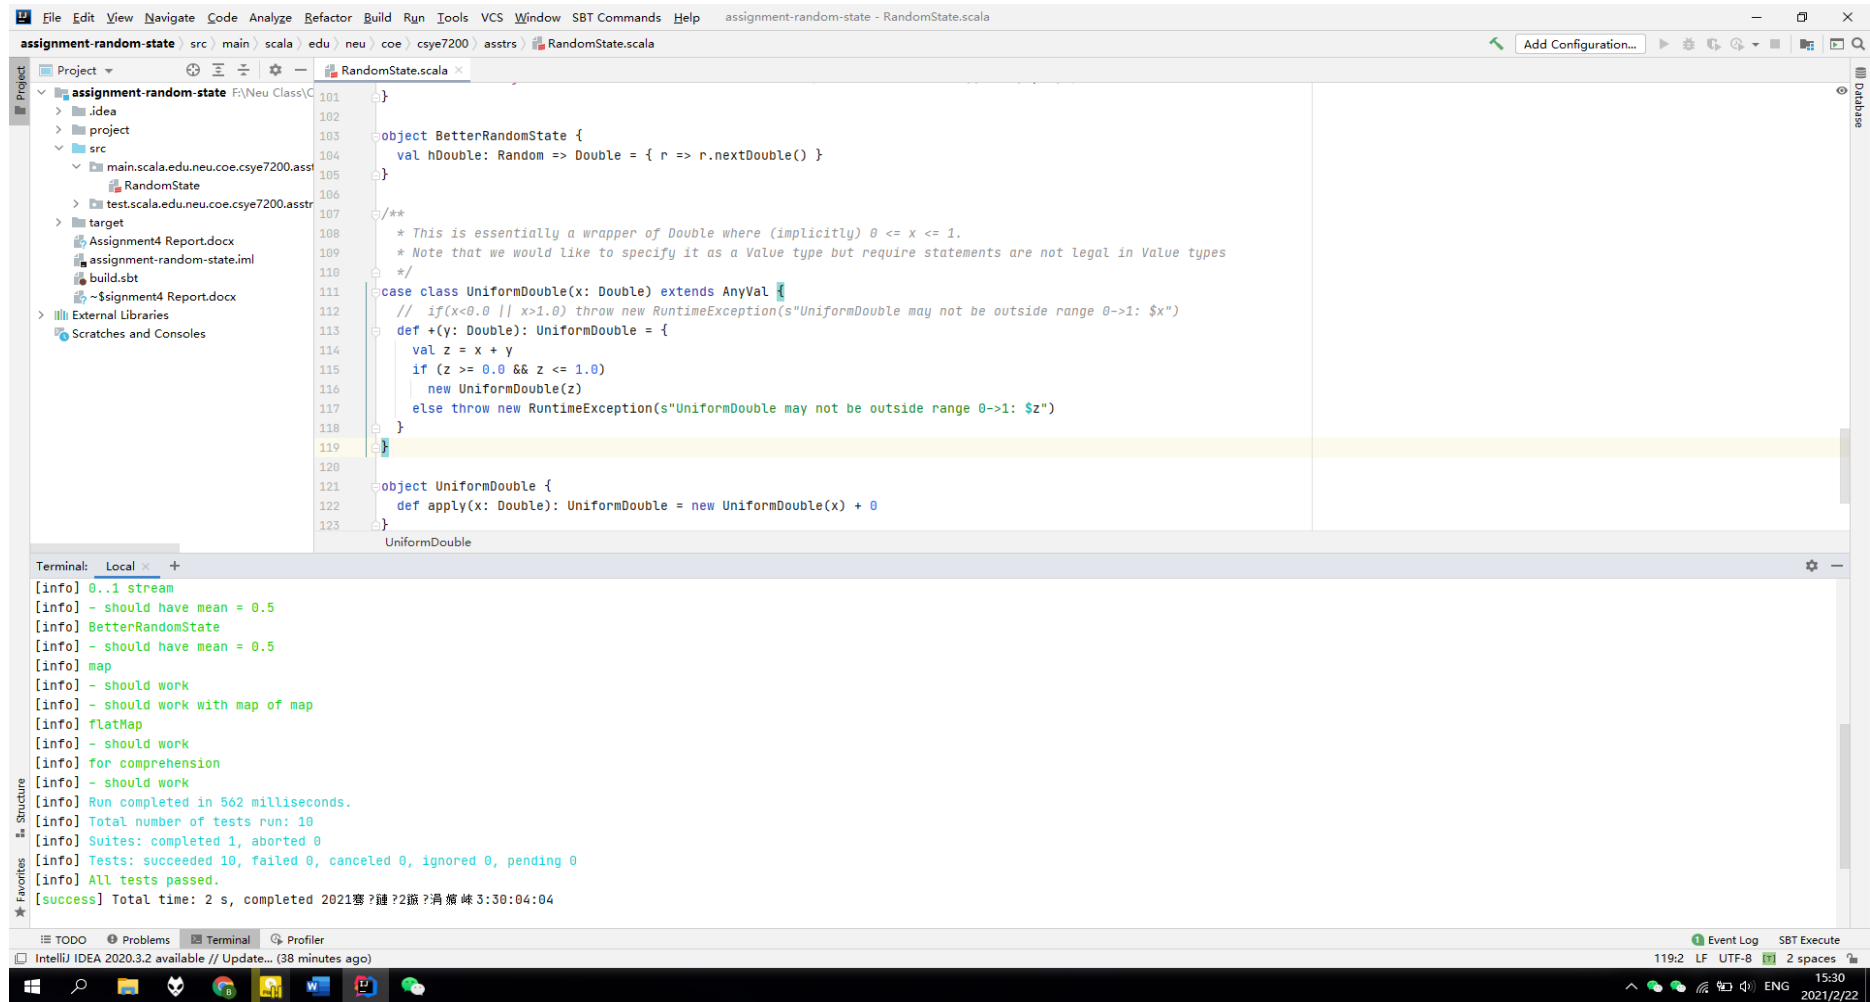 File Edit View Navigate Code Analyze Refactor Build Run Tools VCS Window SBT Commands Help assignment-random-state - RandomState.scala
assignment-random-state src main scala edu neu coe csye7200 asstrs RandomState.scala Add Configuration...
Project RandomState.scala
assignment-random-state F:\Neu Class\C
.idea
project
src
main.scala.edu.neu.coe.csye7200.asst
RandomState
test.scala.edu.neu.coe.csye7200.asstr
target
Assignment4 Report.docx
assignment-random-state.iml
build.sbt
~$signment4 Report.docx
External Libraries
Scratches and Consoles
101 }
102
103 object BetterRandomState {
104 val hDouble: Random => Double = { r => r.nextDouble() }
105 }
106
107 /**
108 * This is essentially a wrapper of Double where (implicitly) 0 <= x <= 1.
109 * Note that we would like to specify it as a Value type but require statements are not legal in Value types
110 */
111 case class UniformDouble(x: Double) extends AnyVal {
112 // if(x<0.0 || x>1.0) throw new RuntimeException(s"UniformDouble may not be outside range 0->1: $x")
113 def +(y: Double): UniformDouble = {
114 val z = x + y
115 if (z >= 0.0 && z <= 1.0)
116 new UniformDouble(z)
117 else throw new RuntimeException(s"UniformDouble may not be outside range 0->1: $z")
118 }
119 }
120
121 object UniformDouble {
122 def apply(x: Double): UniformDouble = new UniformDouble(x) + 0
123 }
UniformDouble
Project
Database
Structure
Favorites
Terminal: Local +
[info] 0..1 stream
[info] - should have mean = 0.5
[info] BetterRandomState
[info] - should have mean = 0.5
[info] map
[info] - should work
[info] - should work with map of map
[info] flatMap
[info] - should work
[info] for comprehension
[info] - should work
[info] Run completed in 562 milliseconds.
[info] Total number of tests run: 10
[info] Suites: completed 1, aborted 0
[info] Tests: succeeded 10, failed 0, canceled 0, ignored 0, pending 0
[info] All tests passed.
[success] Total time: 2 s, completed 2021 3:30:04:04
TODO Problems Terminal Profiler 1 Event Log SBT Execute
IntelliJ IDEA 2020.3.2 available // Update... (38 minutes ago) 119:2 LF UTF-8 [T] 2 spaces
ENG 15:30
2021/2/22